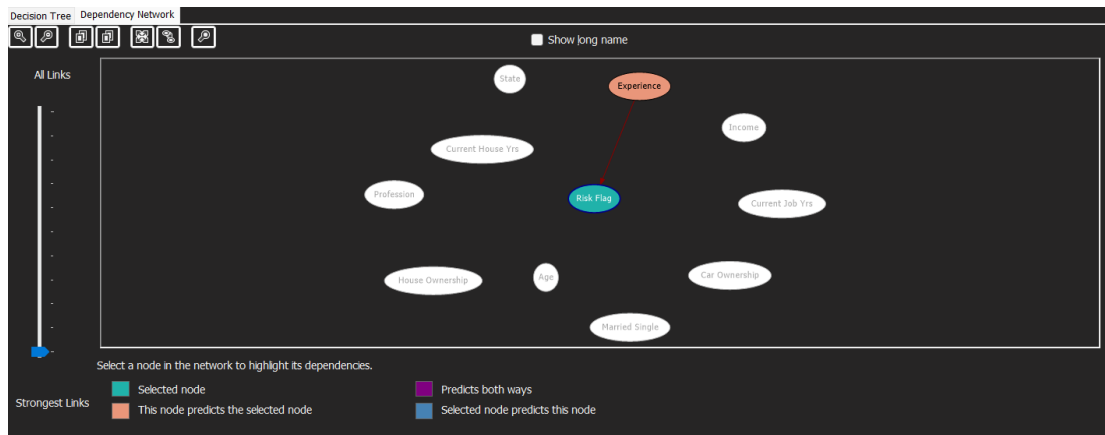 Decision Tree Dependency Network
Show long name
All Links
State
Experience
Income
Current House Yrs
Profession
Risk Flag
Current Job Yrs
House Ownership
Age
Car Ownership
Married Single
Select a node in the network to highlight its dependencies.
Strongest Links
Selected node
Predicts both ways
This node predicts the selected node
Selected node predicts this node